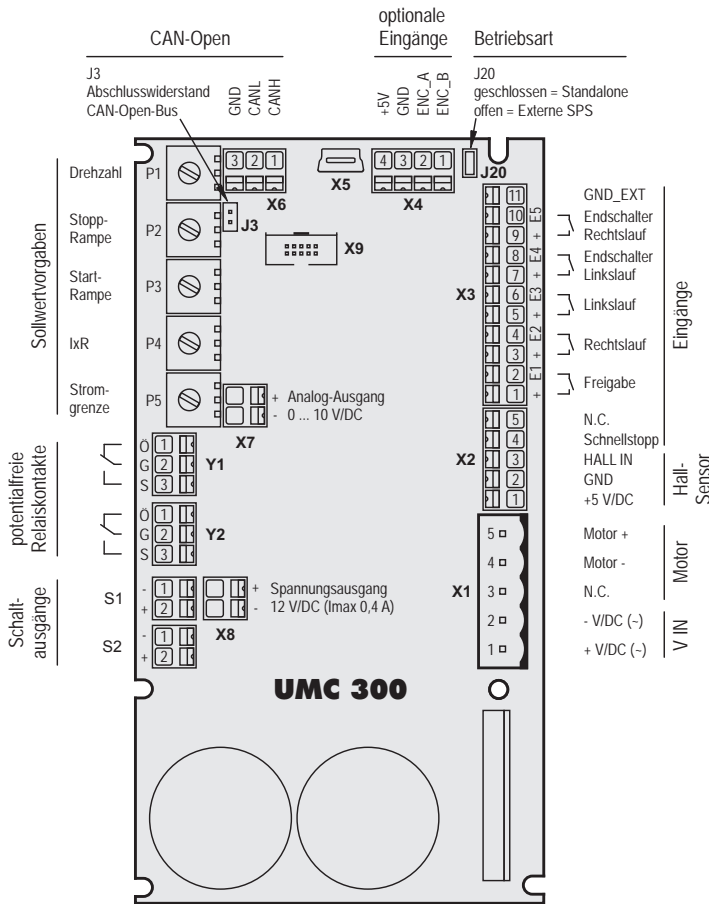 CAN-Open
optionale
Eingänge
Betriebsart
J3
Abschlusswiderstand
CAN-Open-Bus
GND
CANL
CANH
+5V
GND
ENC_A
ENC_B
J20
geschlossen = Standalone
offen = Externe SPS
3 2 1
X6
X5
4 3 2 1
X4
J20
J3
X9
Sollwertvorgaben
Drehzahl P1
Stopp-
Rampe
P2
Start-
Rampe
P3
IxR P4
Strom-
grenze
P5
X7
+ Analog-Ausgang
- 0 ... 10 V/DC
potentialfreie
Relaiskontakte
Ö 1
G 2
S 3
Y1
Ö 1
G 2
S 3
Y2
Schalt-
ausgänge
S1
- 1
+ 2
S2
- 1
+ 2
X8
+ Spannungsausgang
- 12 V/DC (Imax 0,4 A)
X3
11 GND_EXT
10 E5 Endschalter
9 + Rechtslauf
8 E4 Endschalter
7 + Linkslauf
6 E3
5 +
Linkslauf
4 E2
3 +
Rechtslauf
2 E1
1 +
Freigabe
Eingänge
X2
5 N.C.
4 Schnellstopp
3 HALL IN
2 GND
1 +5 V/DC
Hall-
Sensor
X1
5 Motor +
4 Motor -
3 N.C.
2 - V/DC (~)
1 + V/DC (~)
Motor
V IN
UMC 300